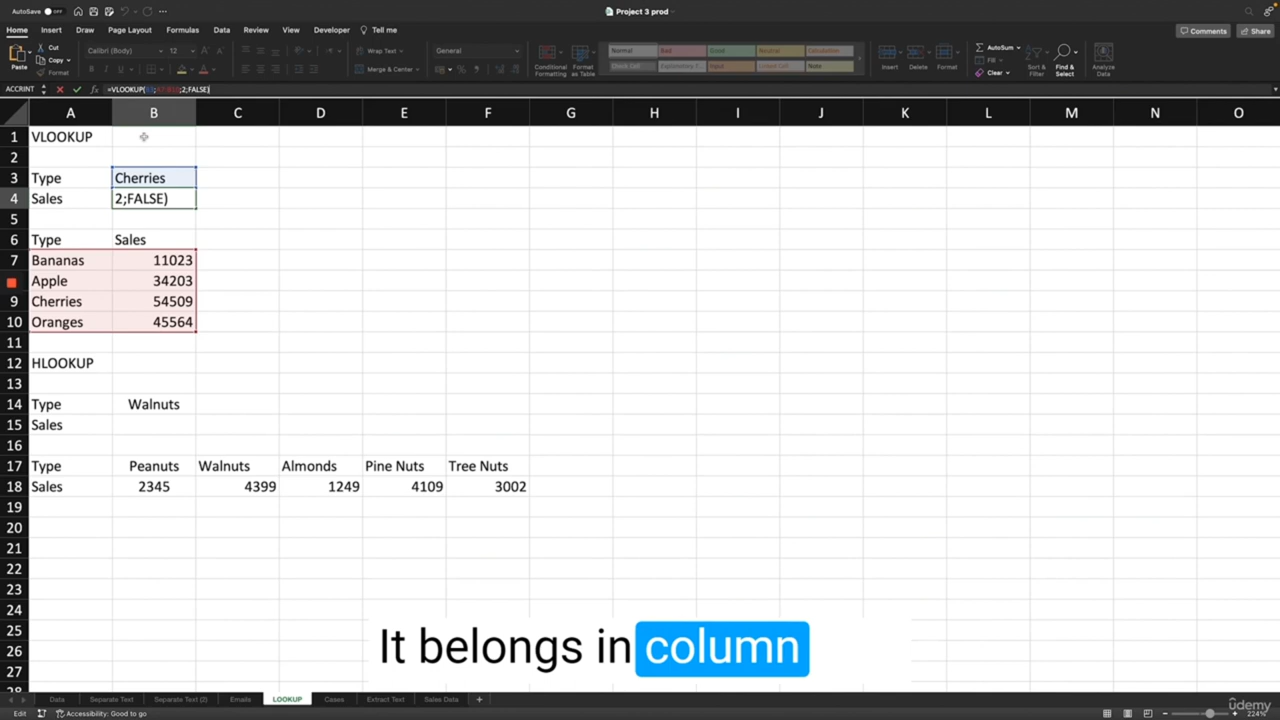 AutoSave OFF
Project 3 prod
Home Insert Draw Page Layout Formulas Data Review View Developer Tell me
Comments Share
Paste Cut Copy Format
Calibri (Body) 12
Wrap Text
Merge & Center
General
Conditional Formatting
Format as Table
Normal Bad Good Neutral Calculation
Check Cell Explanatory T... Input Linked Cell Note
Insert Delete Format
AutoSum
Fill
Clear
Sort & Filter
Find & Select
Analyze Data
ACCRINT fx =VLOOKUP(B3;A7:B10;2;FALSE)
A B C D E F G H I J K L M N O
1 VLOOKUP
2
3 Type Cherries
4 Sales 2;FALSE)
5
6 Type Sales
7 Bananas 11023
Apple 34203
9 Cherries 54509
10 Oranges 45564
11
12 HLOOKUP
13
14 Type Walnuts
15 Sales
16
17 Type Peanuts Walnuts Almonds Pine Nuts Tree Nuts
18 Sales 2345 4399 1249 4109 3002
19
20
21
22
23
24
25
26
27
28
It belongs in column
Data Separate Text Separate Text (2) Emails LOOKUP Cases Extract Text Sales Data +
Edit Accessibility: Good to go
224%
ûdemy